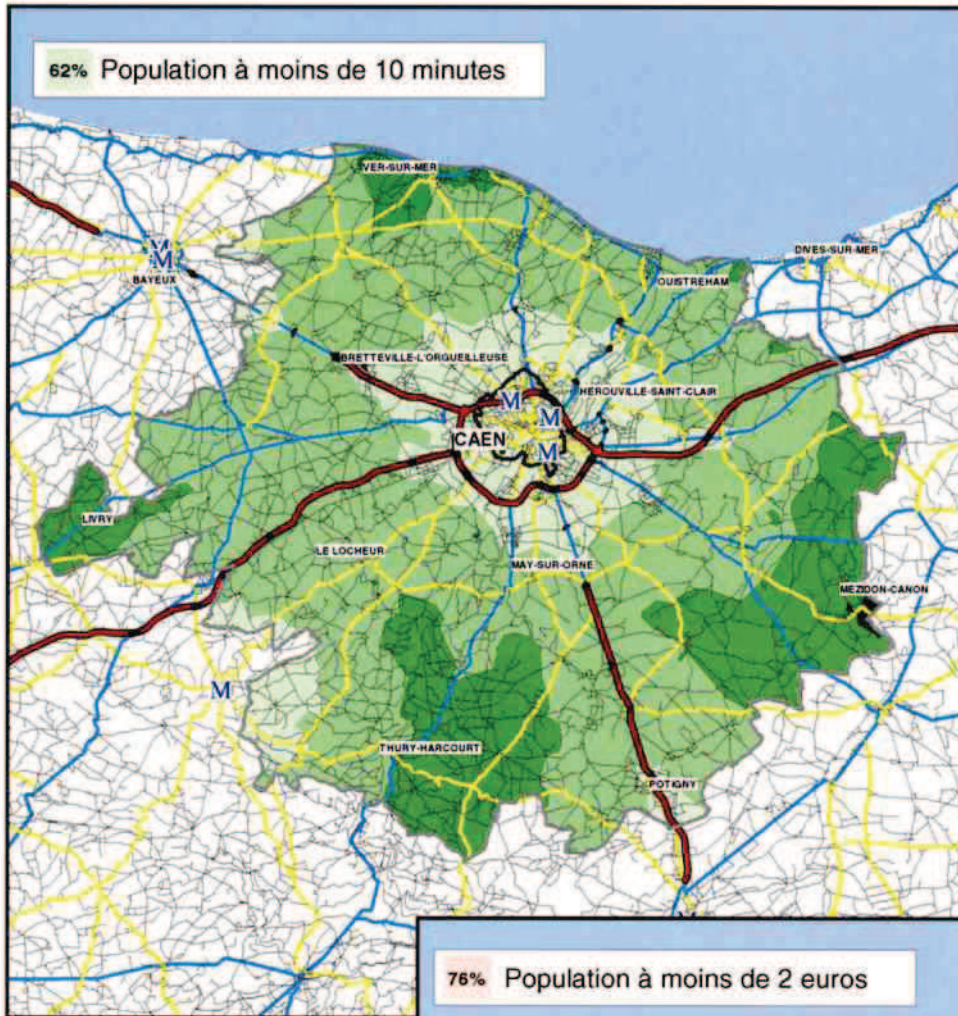 62% Population à moins de 10 minutes
VER-SUR-MER
DIVES-SUR-MER
M
M
BAYEUX
OUISTREHAM
BRETTEVILLE-L'ORGUEILLEUSE
HEROUVILLE-SAINT-CLAIR
M
M
CAEN
M
LIVRY
LE LOCHEUR
MAY-SUR-ORNE
MEZIDON-CANON
M
THURY-HARCOURT
POTIGNY
76% Population à moins de 2 euros